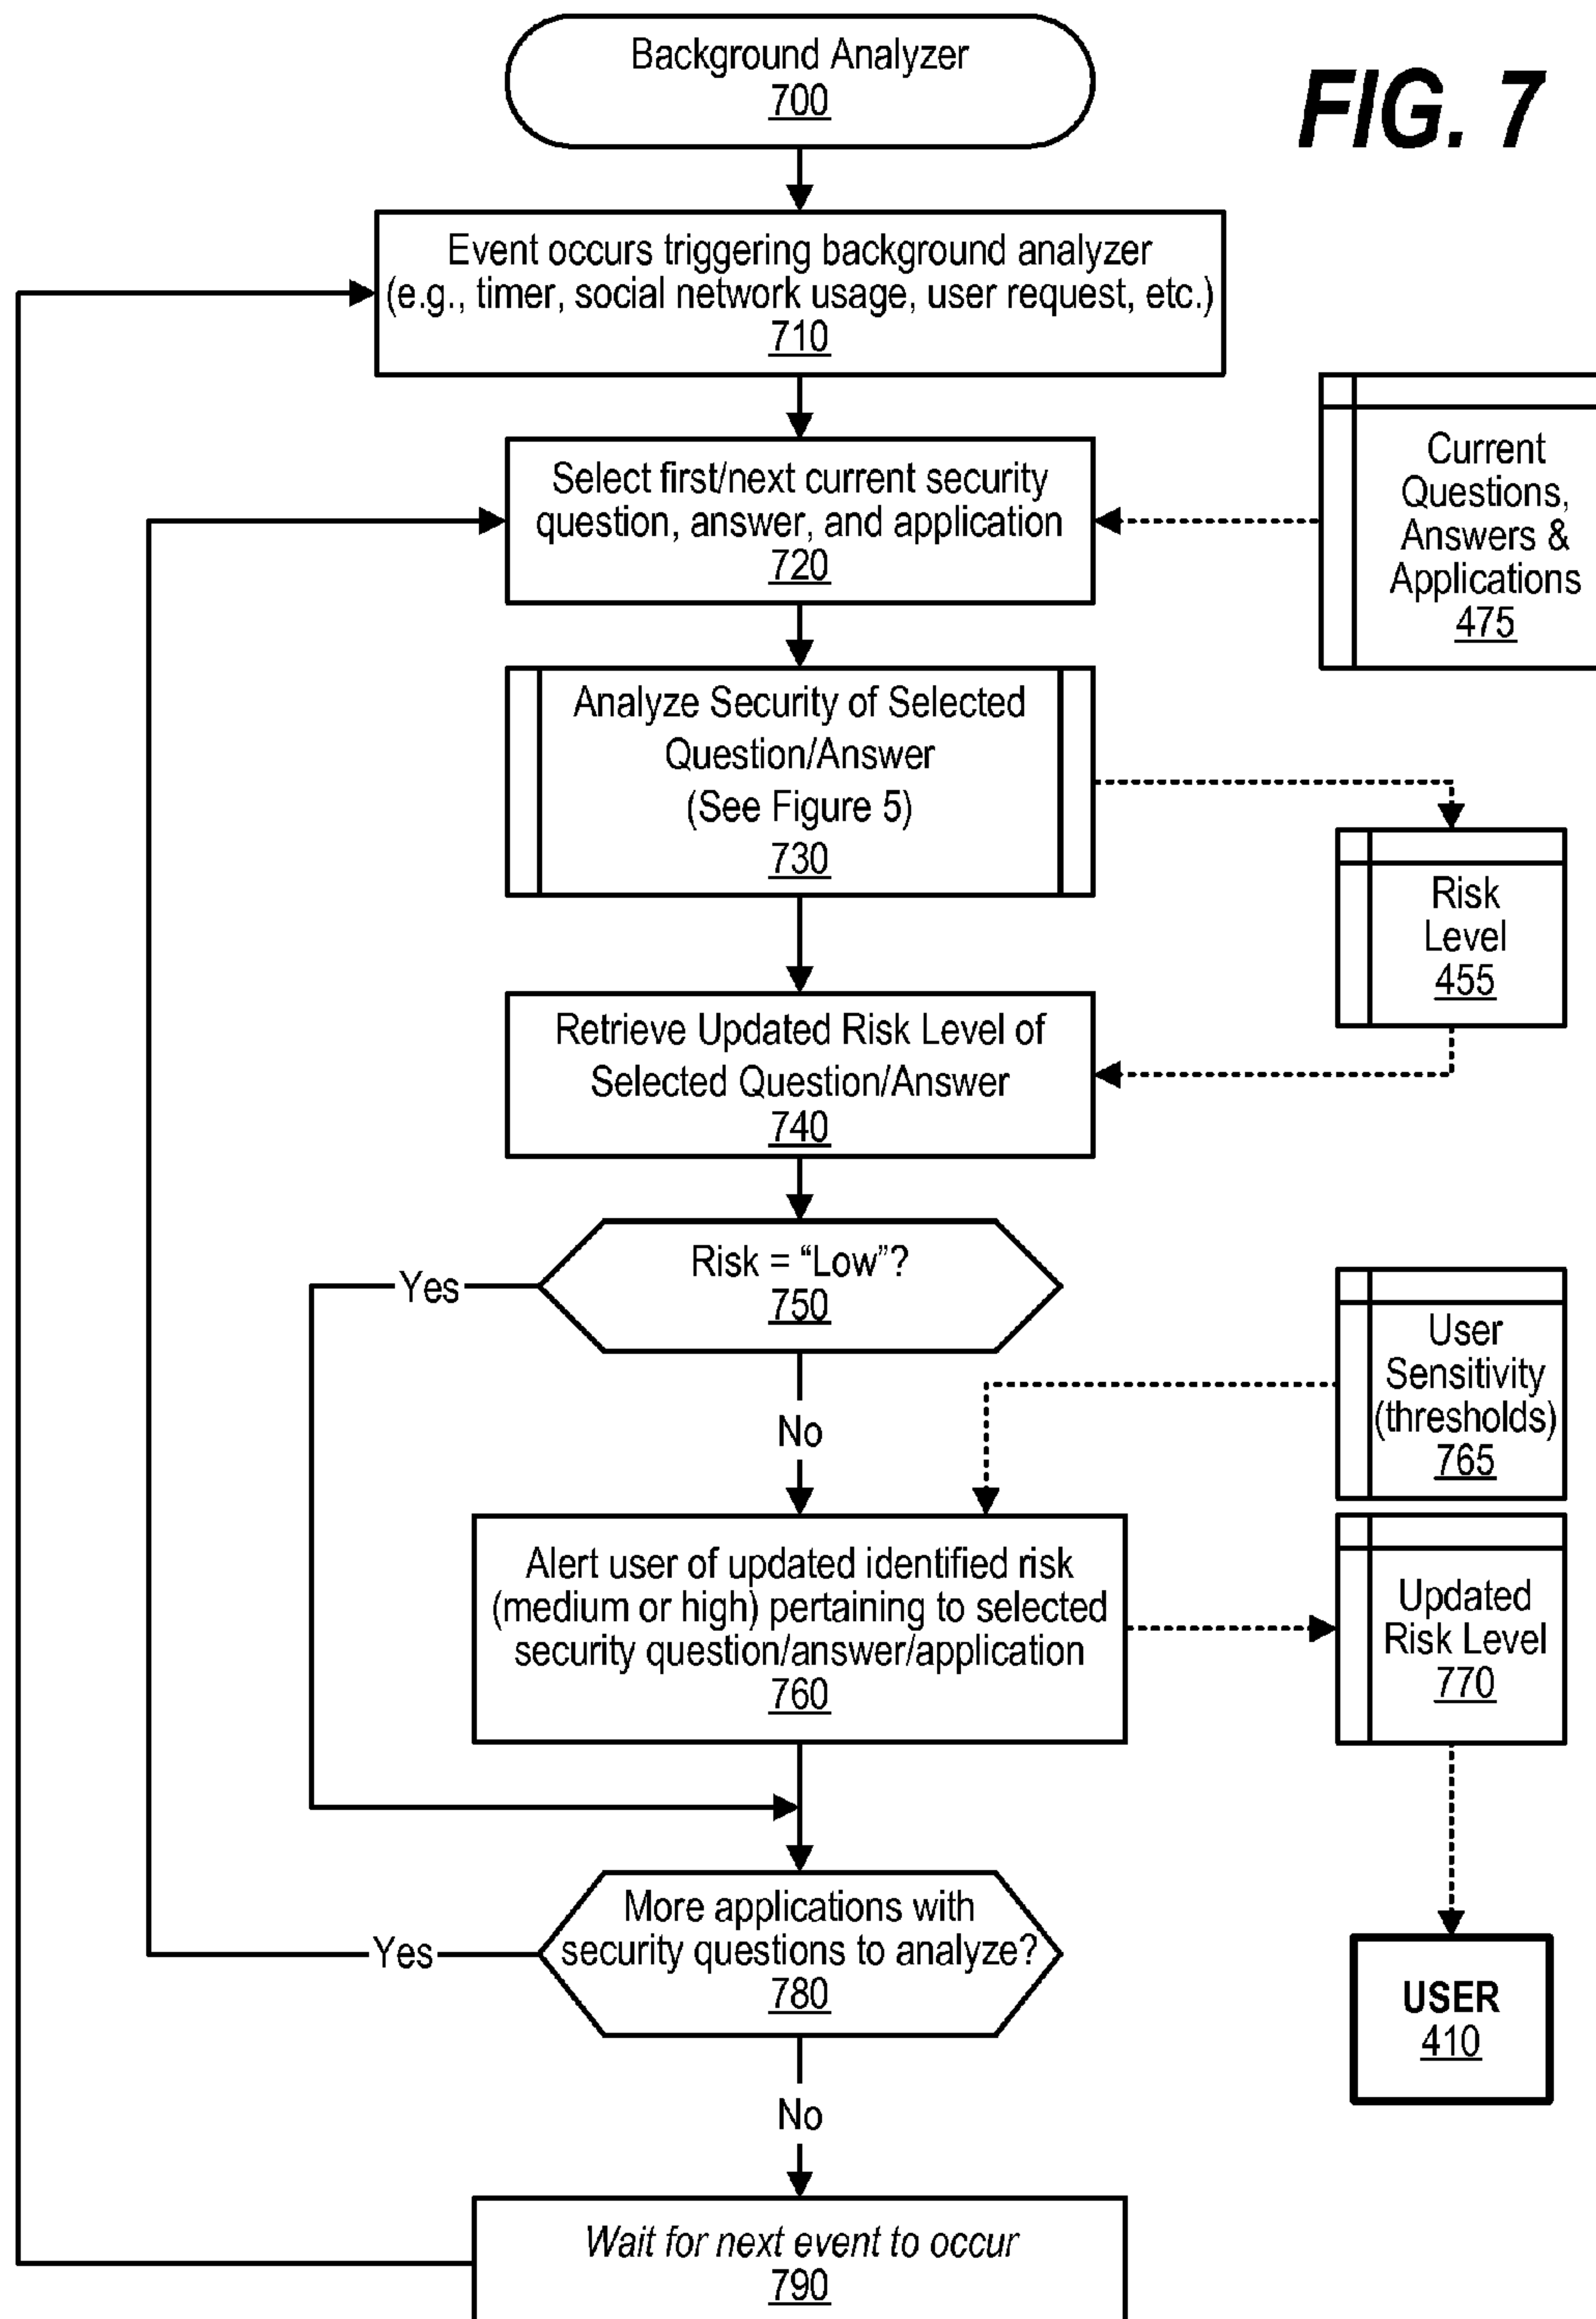 Background Analyzer
700
FIG. 7
Event occurs triggering background analyzer
(e.g., timer, social network usage, user request, etc.)
710
Select first/next current security
question, answer, and application
720
Current
Questions,
Answers &
Applications
475
Analyze Security of Selected
Question/Answer
(See Figure 5)
730
Risk
Level
455
Retrieve Updated Risk Level of
Selected Question/Answer
740
Risk = “Low”?
750
Yes
No
User
Sensitivity
(thresholds)
765
Alert user of updated identified risk
(medium or high) pertaining to selected
security question/answer/application
760
Updated
Risk Level
770
More applications with
security questions to analyze?
780
Yes
No
USER
410
Wait for next event to occur
790